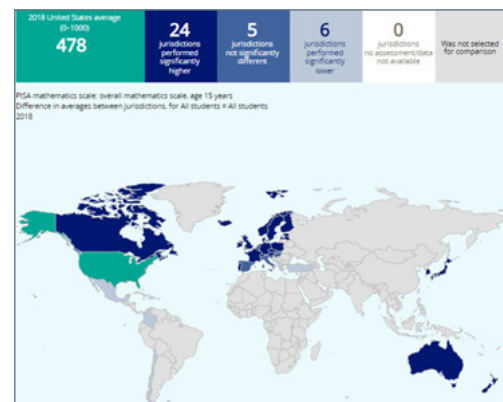 2018 United States average
(0-1000)
478
24
jurisdictions
performed
significantly
higher
5
jurisdictions
not significantly
different
6
jurisdictions
performed
significantly
lower
0
jurisdictions
no assessment/data
not available
Was not selected
for comparison
PISA mathematics scale: overall mathematics scale, age 15 years
Difference in averages between jurisdictions, for All students = All students
2018